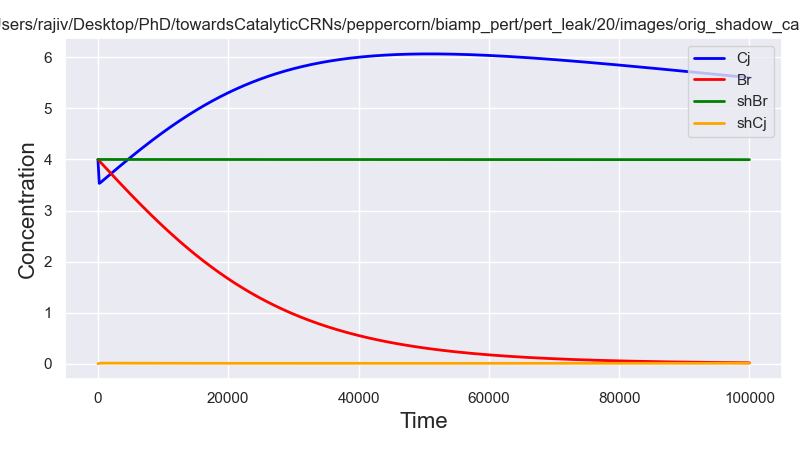 Users/rajiv/Desktop/PhD/towardsCatalyticCRNs/peppercorn/biamp_pert/pert_leak/20/images/orig_shadow_ca
Cj
Br
shBr
shCj
Concentration
6
5
4
3
2
1
0
0 20000 40000 60000 80000 100000
Time